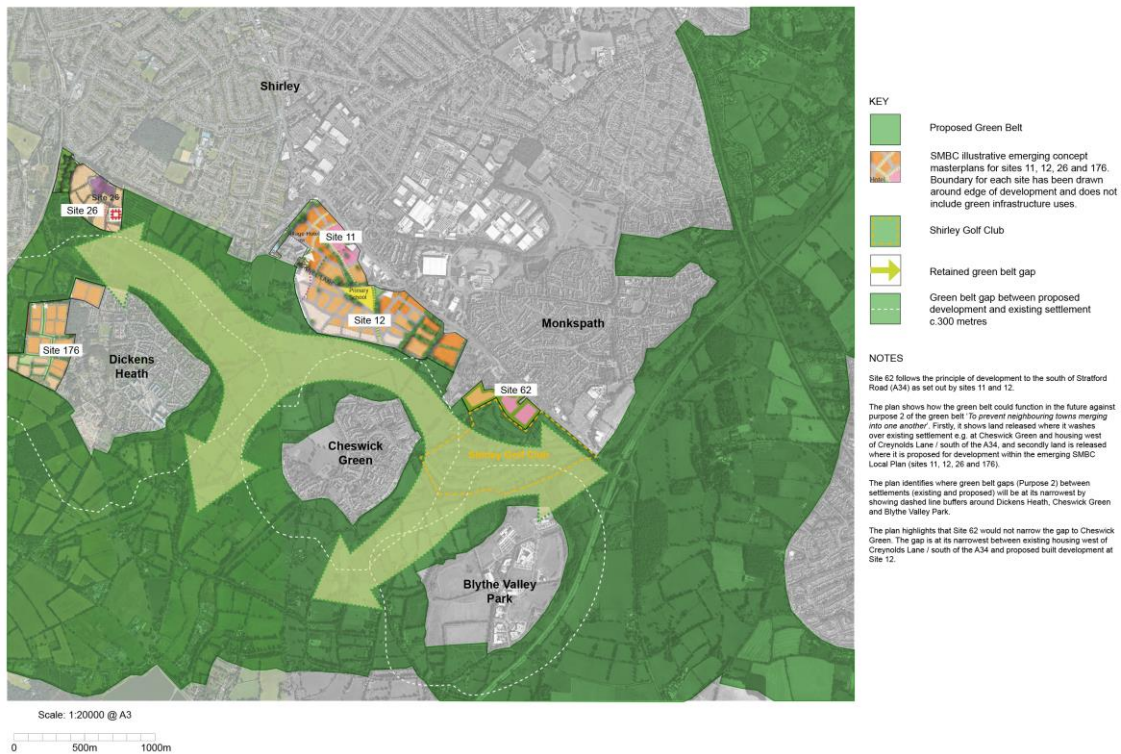 Shirley
Site 26
Site 26
Site 11
Primary
School
Site 12
Monkspath
Site 176
Dickens
Heath
Site 62
Cheswick
Green
Shirley Golf Club
Blythe Valley
Park
KEY
Proposed Green Belt
SMBC illustrative emerging concept
masterplans for sites 11, 12, 26 and 176.
Boundary for each site has been drawn
around edge of development and does not
include green infrastructure uses.
Hotel
Shirley Golf Club
Retained green belt gap
Green belt gap between proposed
development and existing settlement
c.300 metres
NOTES
Site 62 follows the principle of development to the south of Stratford
Road (A34) as set out by sites 11 and 12.
The plan shows how the green belt could function in the future against
purpose 2 of the green belt 'To prevent neighbouring towns merging
into one another'. Firstly, it shows land released where it washes
over existing settlement e.g. at Cheswick Green and housing west
of Creynolds Lane / south of the A34, and secondly land is released
where it is proposed for development within the emerging SMBC
Local Plan (sites 11, 12, 26 and 176).
The plan identifies where green belt gaps (Purpose 2) between
settlements (existing and proposed) will be at its narrowest by
showing dashed line buffers around Dickens Heath, Cheswick Green
and Blythe Valley Park.
The plan highlights that Site 62 would not narrow the gap to Cheswick
Green. The gap is at its narrowest between existing housing west of
Creynolds Lane / south of the A34 and proposed built development at
Site 12.
Scale: 1:20000 @ A3
0 500m 1000m